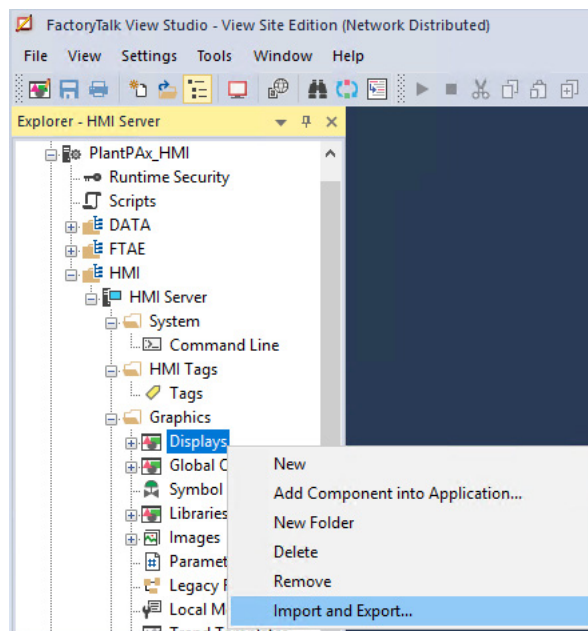 FactoryTalk View Studio - View Site Edition (Network Distributed)
File View Settings Tools Window Help
Explorer - HMI Server
PlantPAx_HMI
Runtime Security
Scripts
DATA
FTAE
HMI
HMI Server
System
Command Line
HMI Tags
Tags
Graphics
Displays
Global
New
Symbol
Add Component into Application...
Libraries
New Folder
Images
Delete
Paramet
Remove
Legacy
Local M
Import and Export...